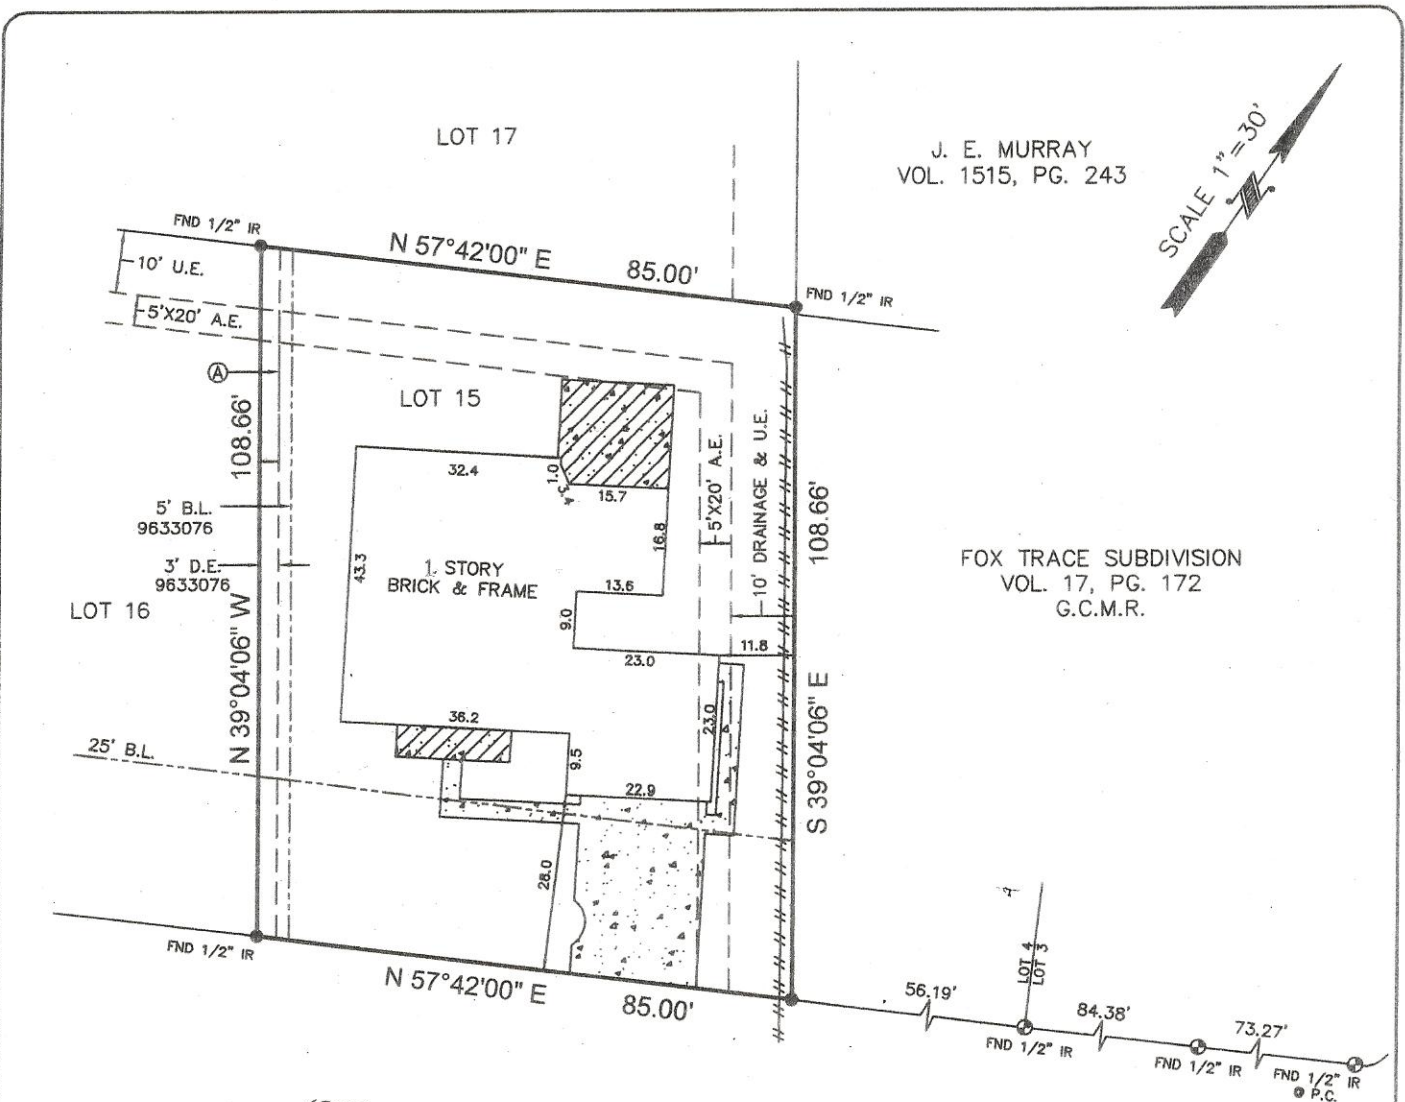 LOT 17
J. E. MURRAY
VOL. 1515, PG. 243
SCALE 1"=30'
FND 1/2" IR
N 57°42'00" E
85.00'
FND 1/2" IR
10' U.E.
5'X20' A.E.
A
LOT 15
108.66'
32.4
1.0
3.4
15.7
16.8
5'X20' A.E.
10' DRAINAGE & U.E.
108.66'
5' B.L.
9633076
3' D.E.
9633076
43.3
1 STORY
BRICK & FRAME
13.6
9.0
23.0
11.8
FOX TRACE SUBDIVISION
VOL. 17, PG. 172
G.C.M.R.
LOT 16
N 39°04'06" W
S 39°04'06" E
36.2
23.0
25' B.L.
9.5
22.9
28.0
FND 1/2" IR
N 57°42'00" E
85.00'
56.19'
LOT 4
LOT 3
84.38'
73.27'
FND 1/2" IR
FND 1/2" IR
FND 1/2" IR
@ P.C.